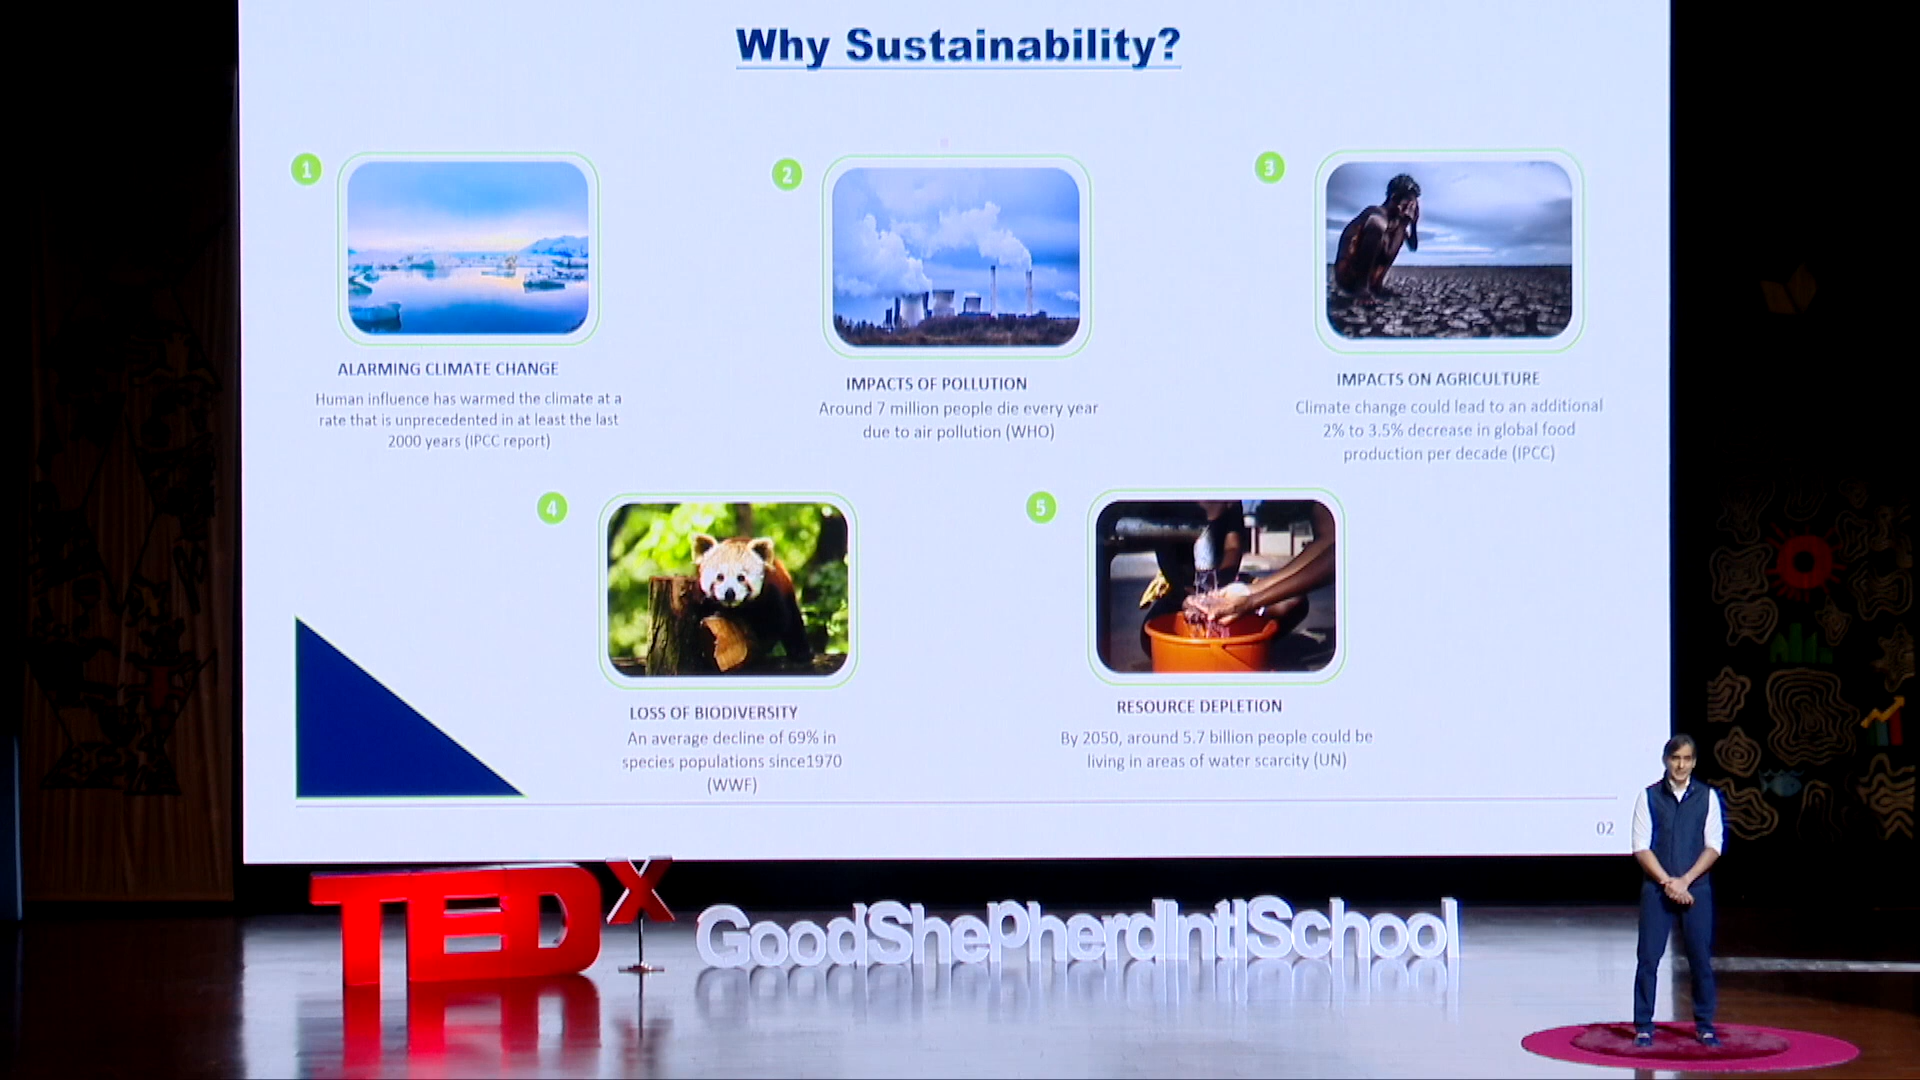 Why Sustainability?
1
ALARMING CLIMATE CHANGE
Human influence has warmed the climate at a
rate that is unprecedented in at least the last
2000 years (IPCC report)
2
IMPACTS OF POLLUTION
Around 7 million people die every year
due to air pollution (WHO)
3
IMPACTS ON AGRICULTURE
Climate change could lead to an additional
2% to 3.5% decrease in global food
production per decade (IPCC)
4
LOSS OF BIODIVERSITY
An average decline of 69% in
species populations since1970
(WWF)
5
RESOURCE DEPLETION
By 2050, around 5.7 billion people could be
living in areas of water scarcity (UN)
02
TEDx
GoodShePherdIntlSchool